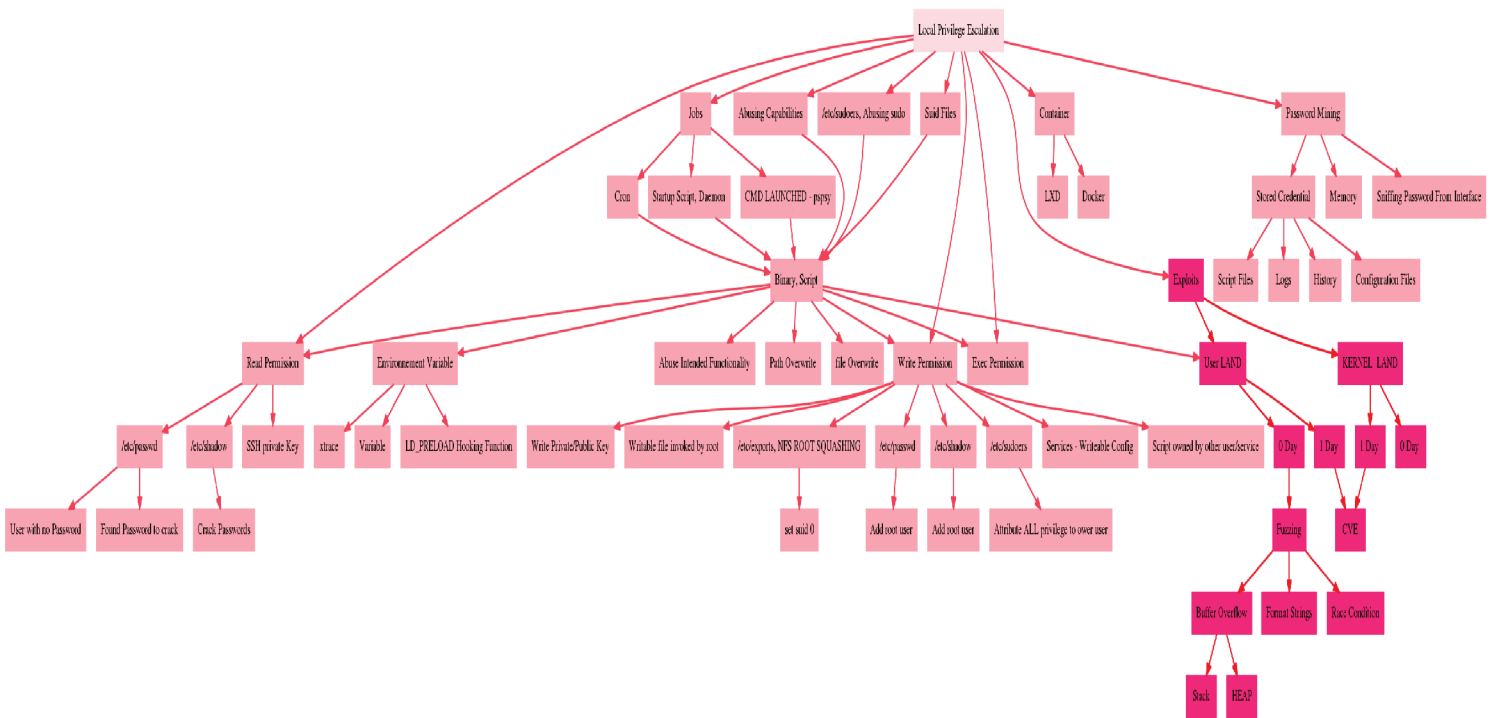 Local Privilege Escalation
Jobs
Abusing Capabilities
/etc/sudoers, Abusing sudo
Suid Files
Container
Password Mining
Cron
Startup Script, Daemon
CMD LAUNCHED - pspsy
LXD
Docker
Stored Credential
Memory
Sniffing Password From Interface
Binary, Script
Exploits
Script Files
Logs
History
Configuration Files
Read Permission
Environnement Variable
Abuse Intended Functionality
Path Overwrite
file Overwrite
Write Permission
Exec Permission
User LAND
KERNEL LAND
/etc/passwd
/etc/shadow
SSH private Key
xtrace
Variable
LD_PRELOAD Hooking Function
Write Private/Public Key
Writable file invoked by root
/etc/exports, NFS ROOT SQUASHING
/etc/passwd
/etc/shadow
/etc/sudoers
Services - Writeable Config
Script owned by other user/service
0 Day
1 Day
1 Day
0 Day
User with no Password
Found Password to crack
Crack Passwords
set suid 0
Add root user
Add root user
Attribute ALL privilege to ower user
Fuzzing
CVE
Buffer Overflow
Format Strings
Race Condition
Stack
HEAP